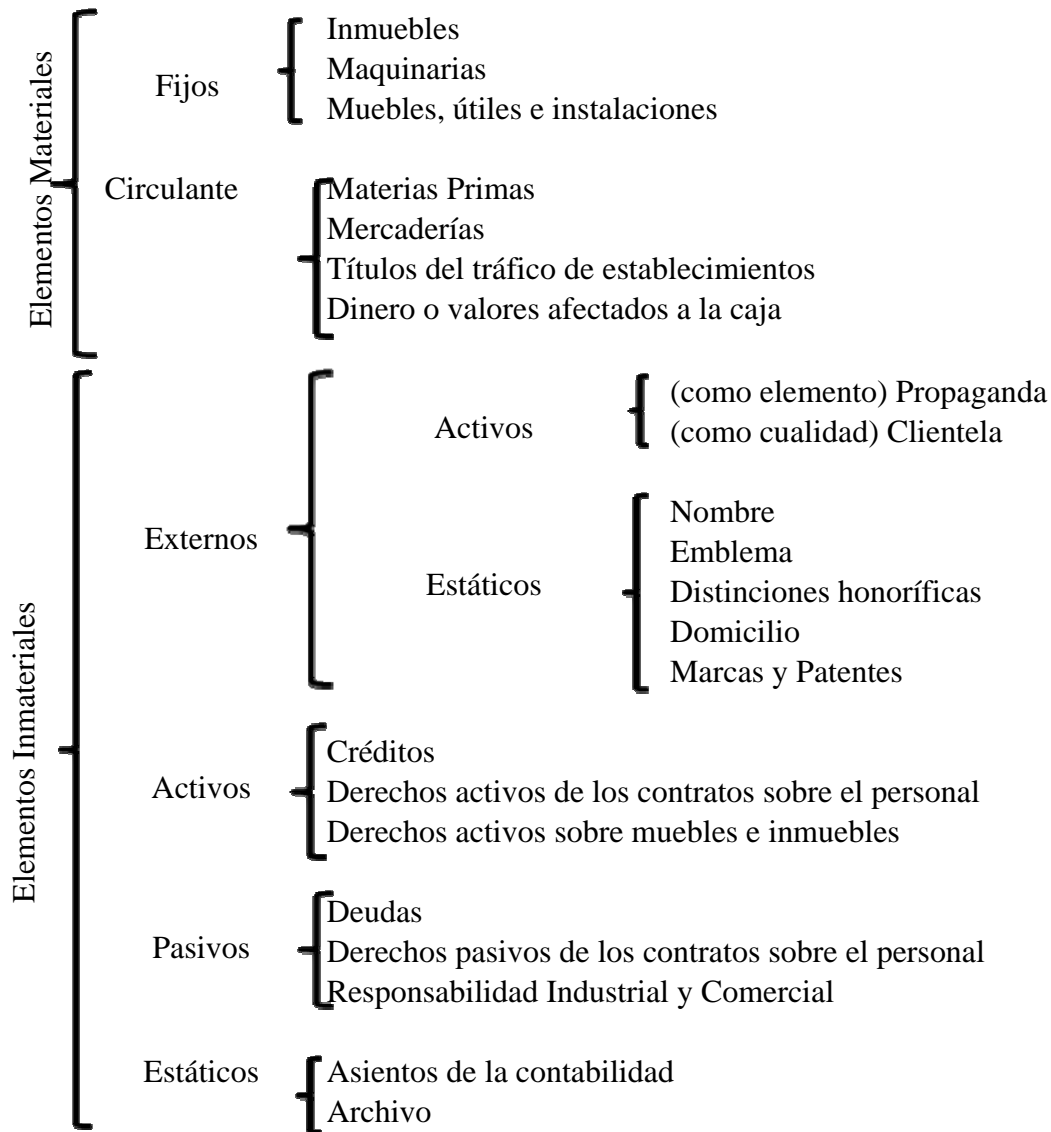 Elementos Materiales
Fijos
Inmuebles
Maquinarias
Muebles, útiles e instalaciones
Circulante
Materias Primas
Mercaderías
Títulos del tráfico de establecimientos
Dinero o valores afectados a la caja
Elementos Inmateriales
Externos
Activos
(como elemento) Propaganda
(como cualidad) Clientela
Estáticos
Nombre
Emblema
Distinciones honoríficas
Domicilio
Marcas y Patentes
Activos
Créditos
Derechos activos de los contratos sobre el personal
Derechos activos sobre muebles e inmuebles
Pasivos
Deudas
Derechos pasivos de los contratos sobre el personal
Responsabilidad Industrial y Comercial
Estáticos
Asientos de la contabilidad
Archivo